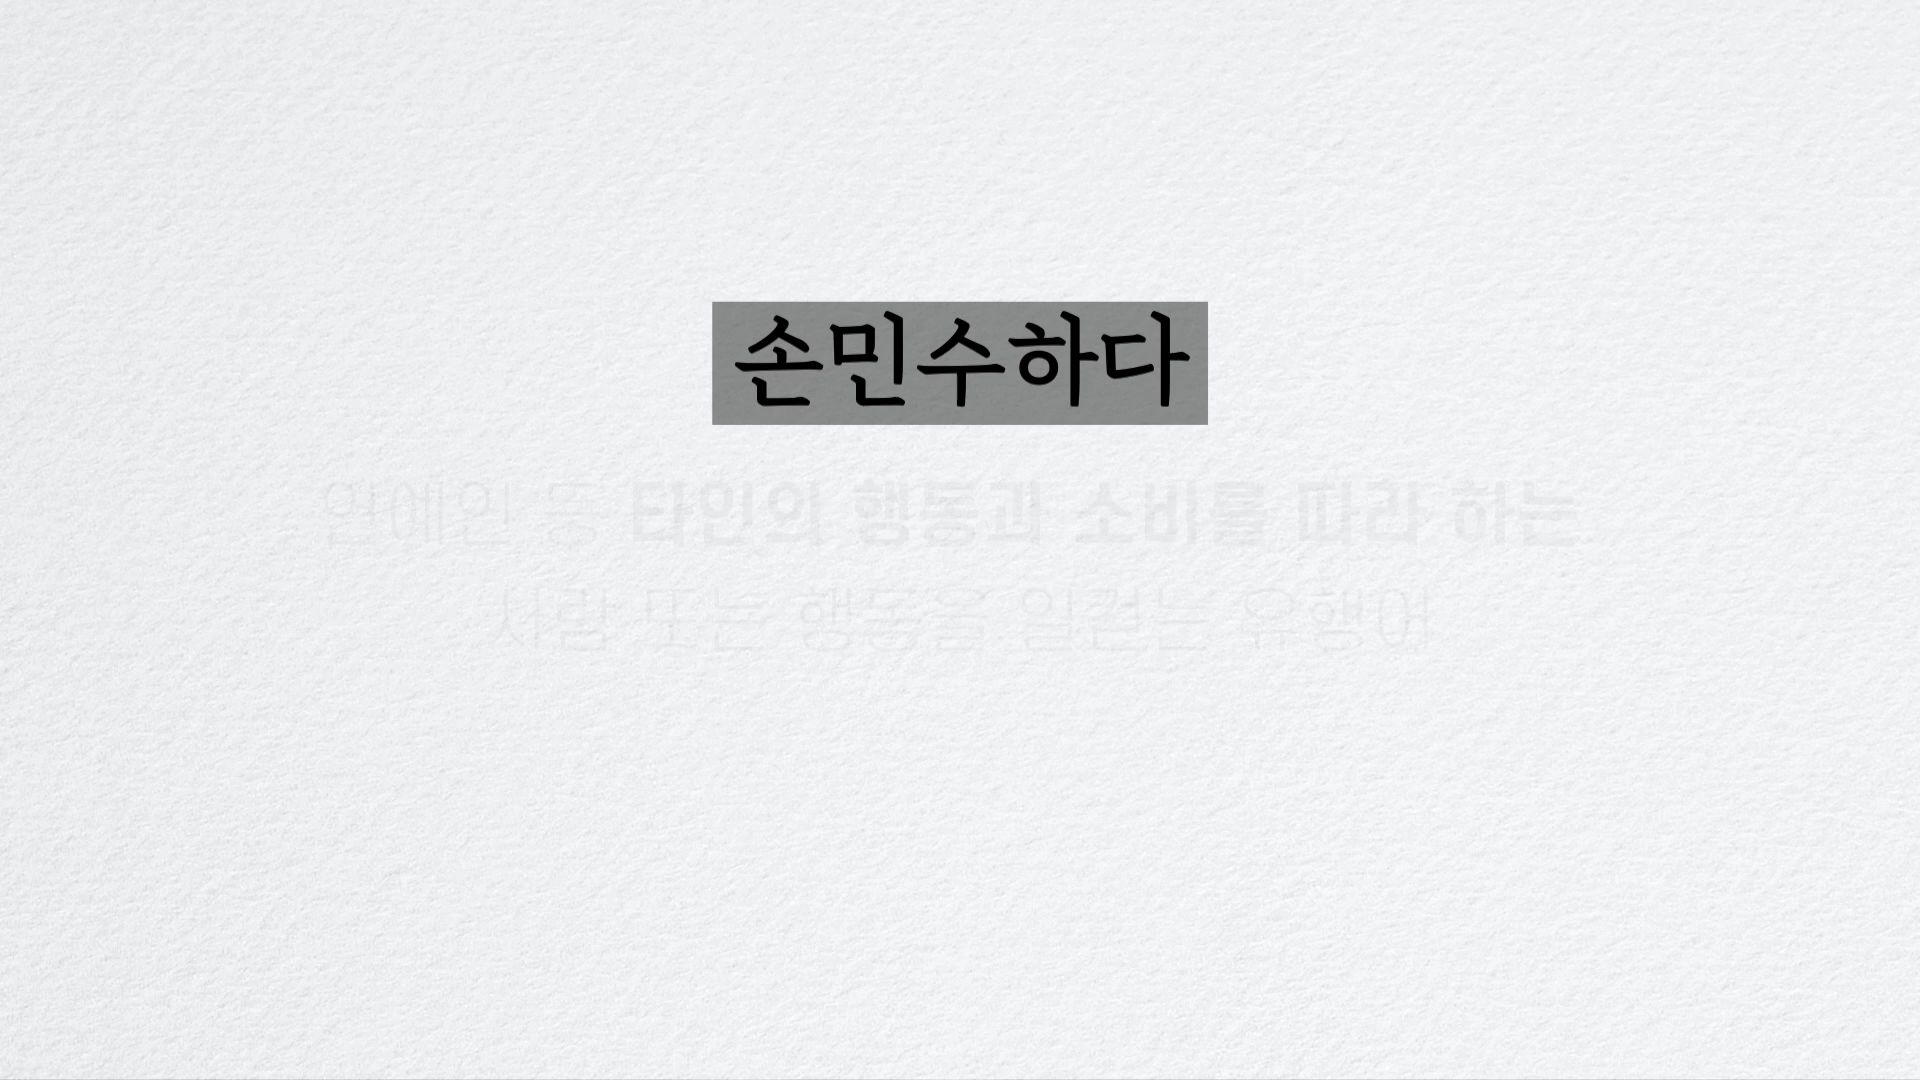 손민수하다
연예인 등 타인의 행동과 소비를 따라 하는
사람 또는 행동을 일컫는 유행어